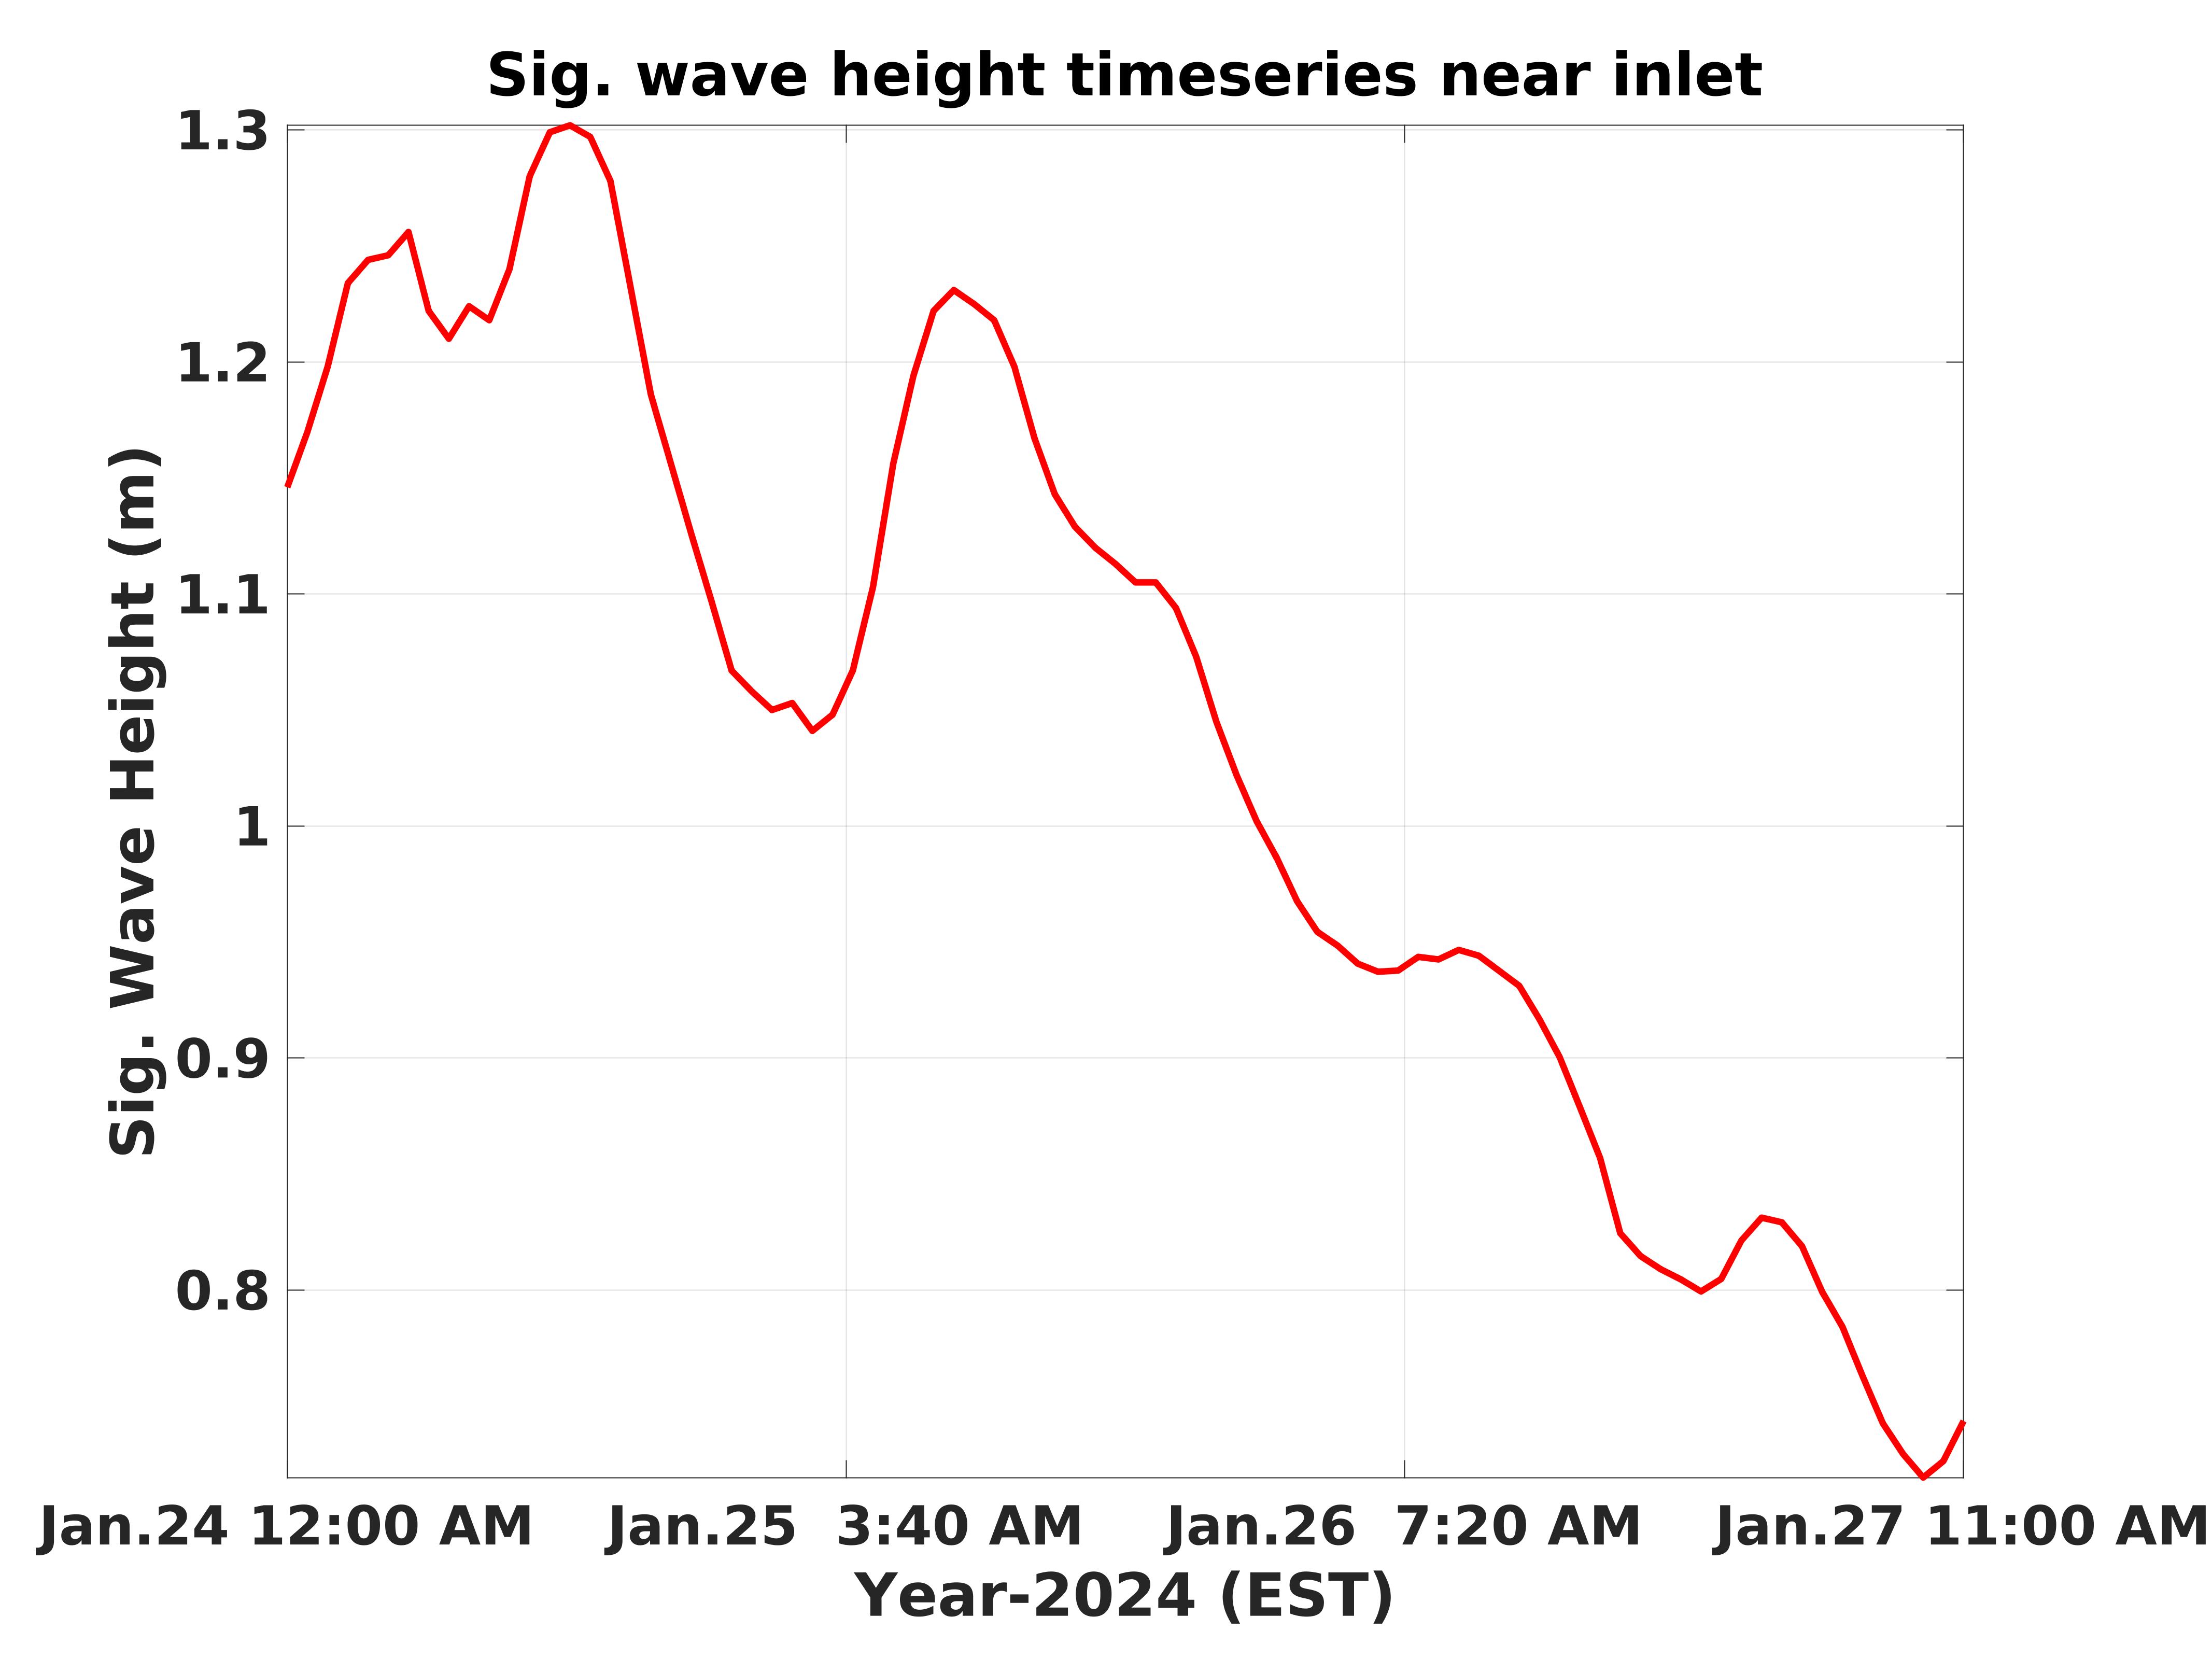 Sig. wave height timeseries near inlet
Sig. Wave Height (m)
1.3
1.2
1.1
1
0.9
0.8
Jan.24 12:00 AM
Jan.25 3:40 AM
Jan.26 7:20 AM
Jan.27 11:00 AM
Year-2024 (EST)